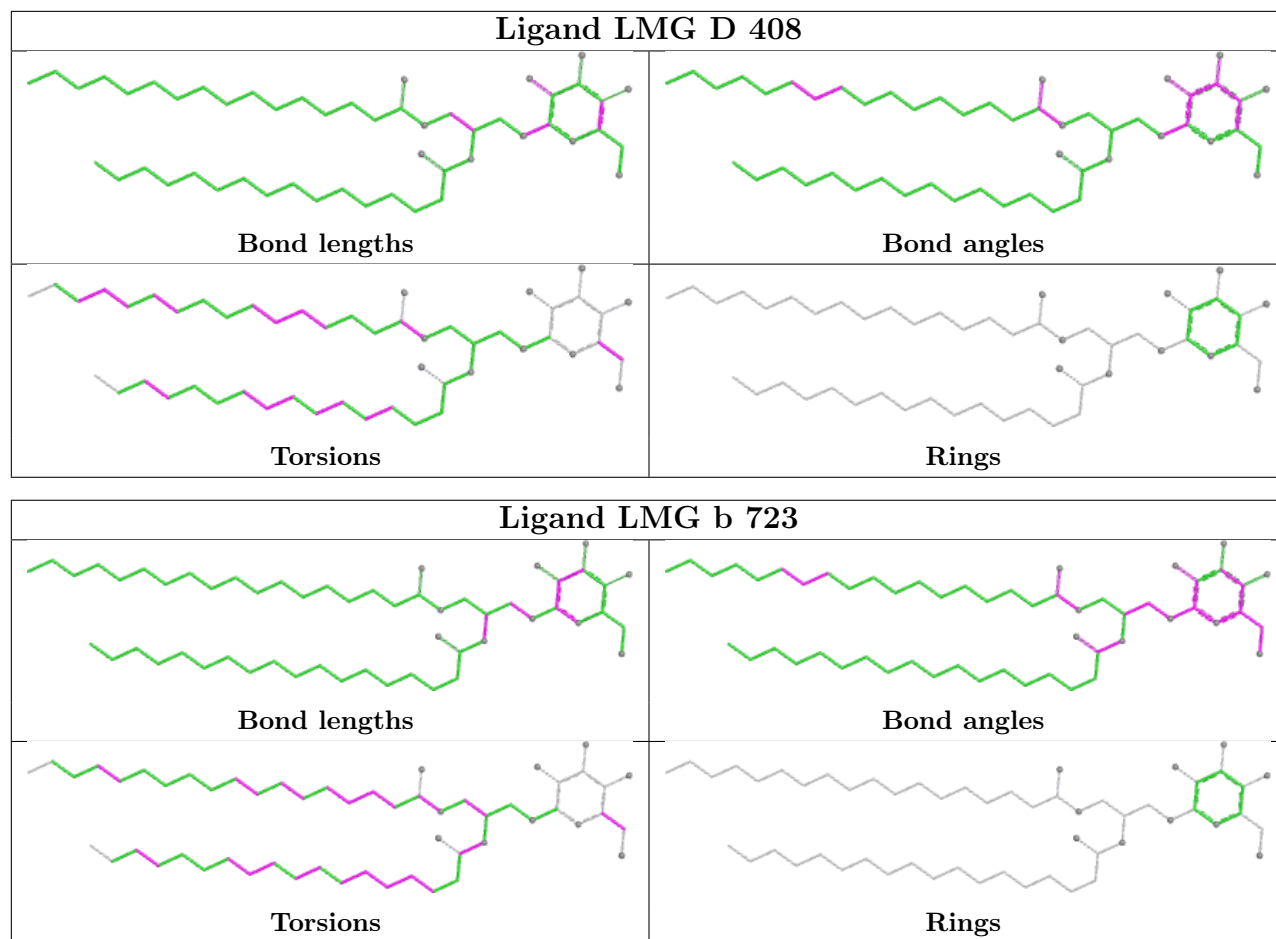 Ligand LMG D 408
Bond lengths
Bond angles
Torsions
Rings
Ligand LMG b 723
Bond lengths
Bond angles
Torsions
Rings